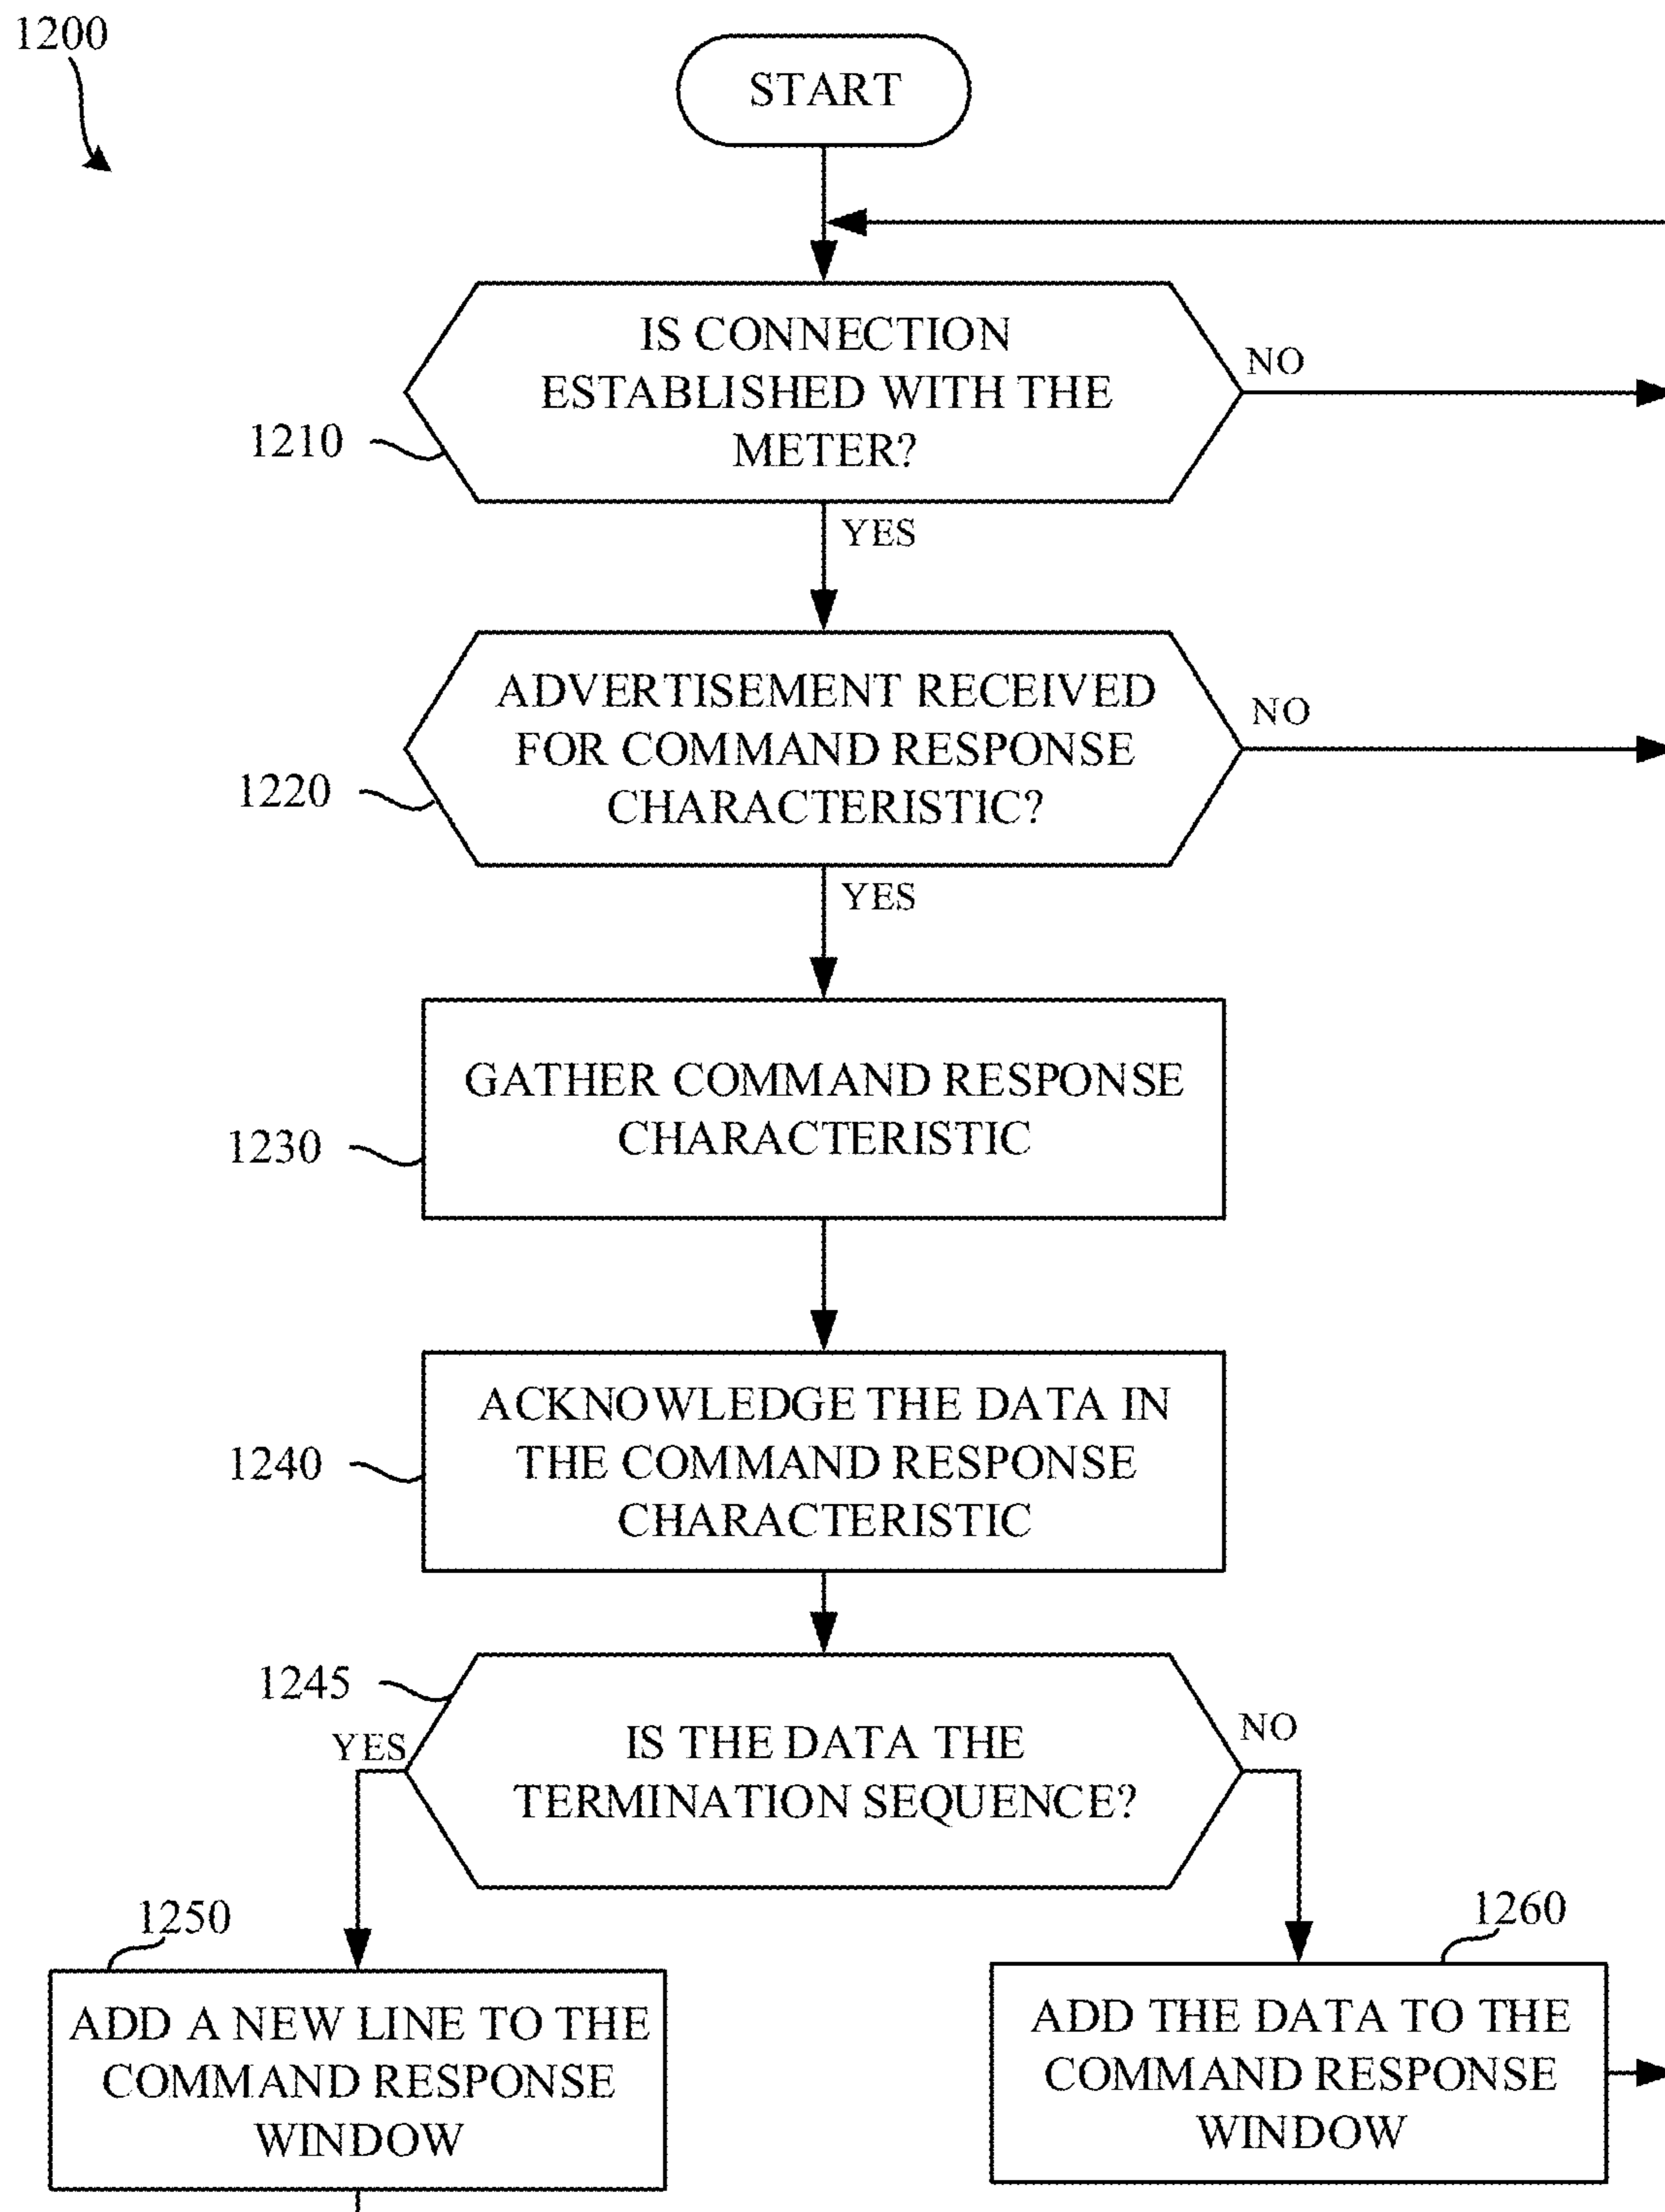 1200
START
IS CONNECTION
ESTABLISHED WITH THE
METER?
NO
1210
YES
ADVERTISEMENT RECEIVED
FOR COMMAND RESPONSE
CHARACTERISTIC?
NO
1220
YES
GATHER COMMAND RESPONSE
CHARACTERISTIC
1230
ACKNOWLEDGE THE DATA IN
THE COMMAND RESPONSE
CHARACTERISTIC
1240
1245
YES
IS THE DATA THE
TERMINATION SEQUENCE?
NO
1250
ADD A NEW LINE TO THE
COMMAND RESPONSE
WINDOW
1260
ADD THE DATA TO THE
COMMAND RESPONSE
WINDOW